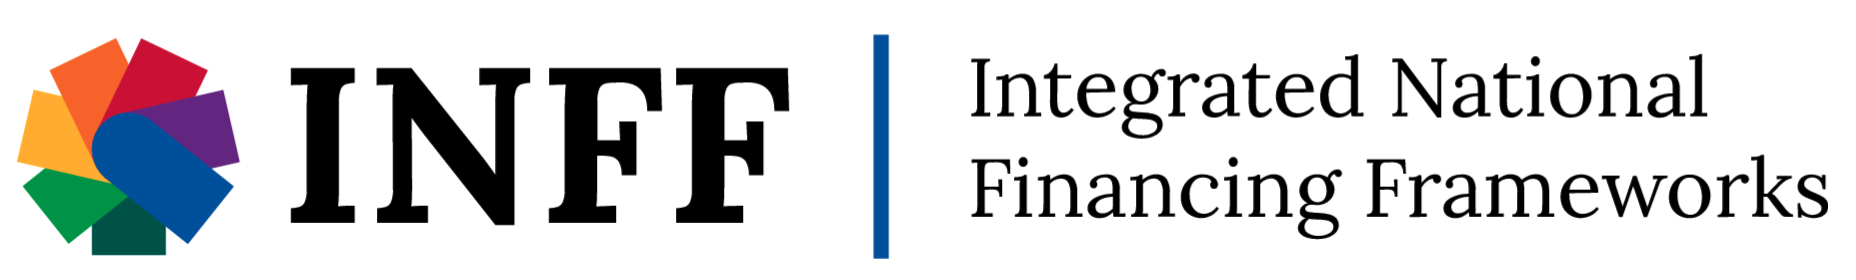 INFF
Integrated National
Financing Frameworks